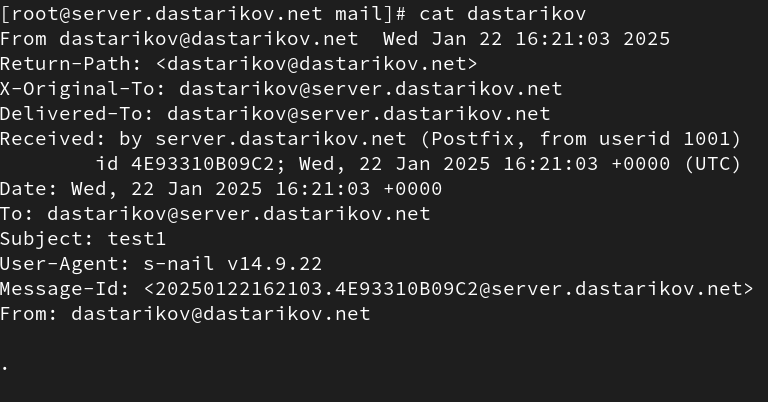 [root@server.dastarikov.net mail]# cat dastarikov
From dastarikov@dastarikov.net  Wed Jan 22 16:21:03 2025
Return-Path: <dastarikov@dastarikov.net>
X-Original-To: dastarikov@server.dastarikov.net
Delivered-To: dastarikov@server.dastarikov.net
Received: by server.dastarikov.net (Postfix, from userid 1001)
        id 4E93310B09C2; Wed, 22 Jan 2025 16:21:03 +0000 (UTC)
Date: Wed, 22 Jan 2025 16:21:03 +0000
To: dastarikov@server.dastarikov.net
Subject: test1
User-Agent: s-nail v14.9.22
Message-Id: <20250122162103.4E93310B09C2@server.dastarikov.net>
From: dastarikov@dastarikov.net

.